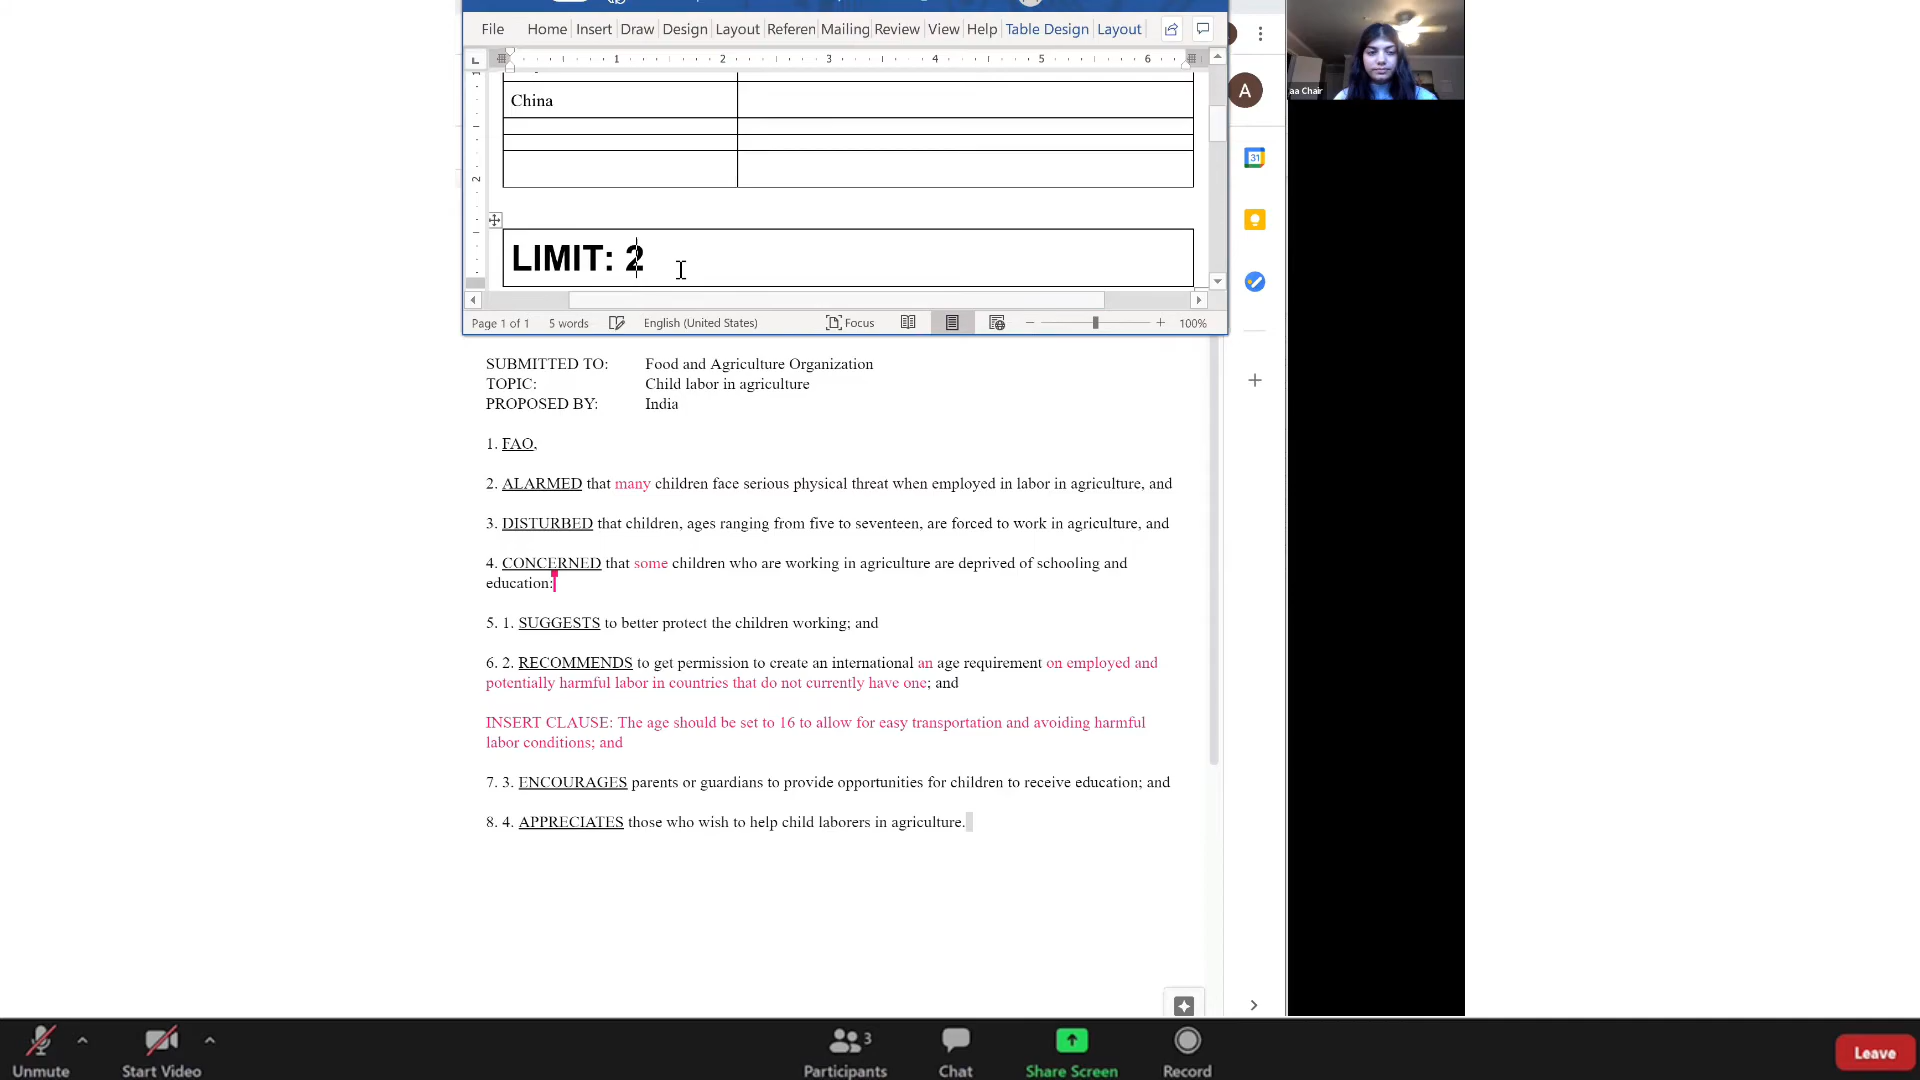 File Home Insert Draw Design Layout Referen Mailing Review View Help Table Design Layout
1 2 3 4 5 6
China
2
LIMIT: 2
Page 1 of 1 5 words English (United States) Focus 100%
A
31
aa Chair
SUBMITTED TO: Food and Agriculture Organization
TOPIC: Child labor in agriculture
PROPOSED BY: India
1. FAO,
2. ALARMED that many children face serious physical threat when employed in labor in agriculture, and
3. DISTURBED that children, ages ranging from five to seventeen, are forced to work in agriculture, and
4. CONCERNED that some children who are working in agriculture are deprived of schooling and
education:
5. 1. SUGGESTS to better protect the children working; and
6. 2. RECOMMENDS to get permission to create an international an age requirement on employed and
potentially harmful labor in countries that do not currently have one; and
INSERT CLAUSE: The age should be set to 16 to allow for easy transportation and avoiding harmful
labor conditions; and
7. 3. ENCOURAGES parents or guardians to provide opportunities for children to receive education; and
8. 4. APPRECIATES those who wish to help child laborers in agriculture.
Unmute Start Video Participants 3 Chat Share Screen Record Leave